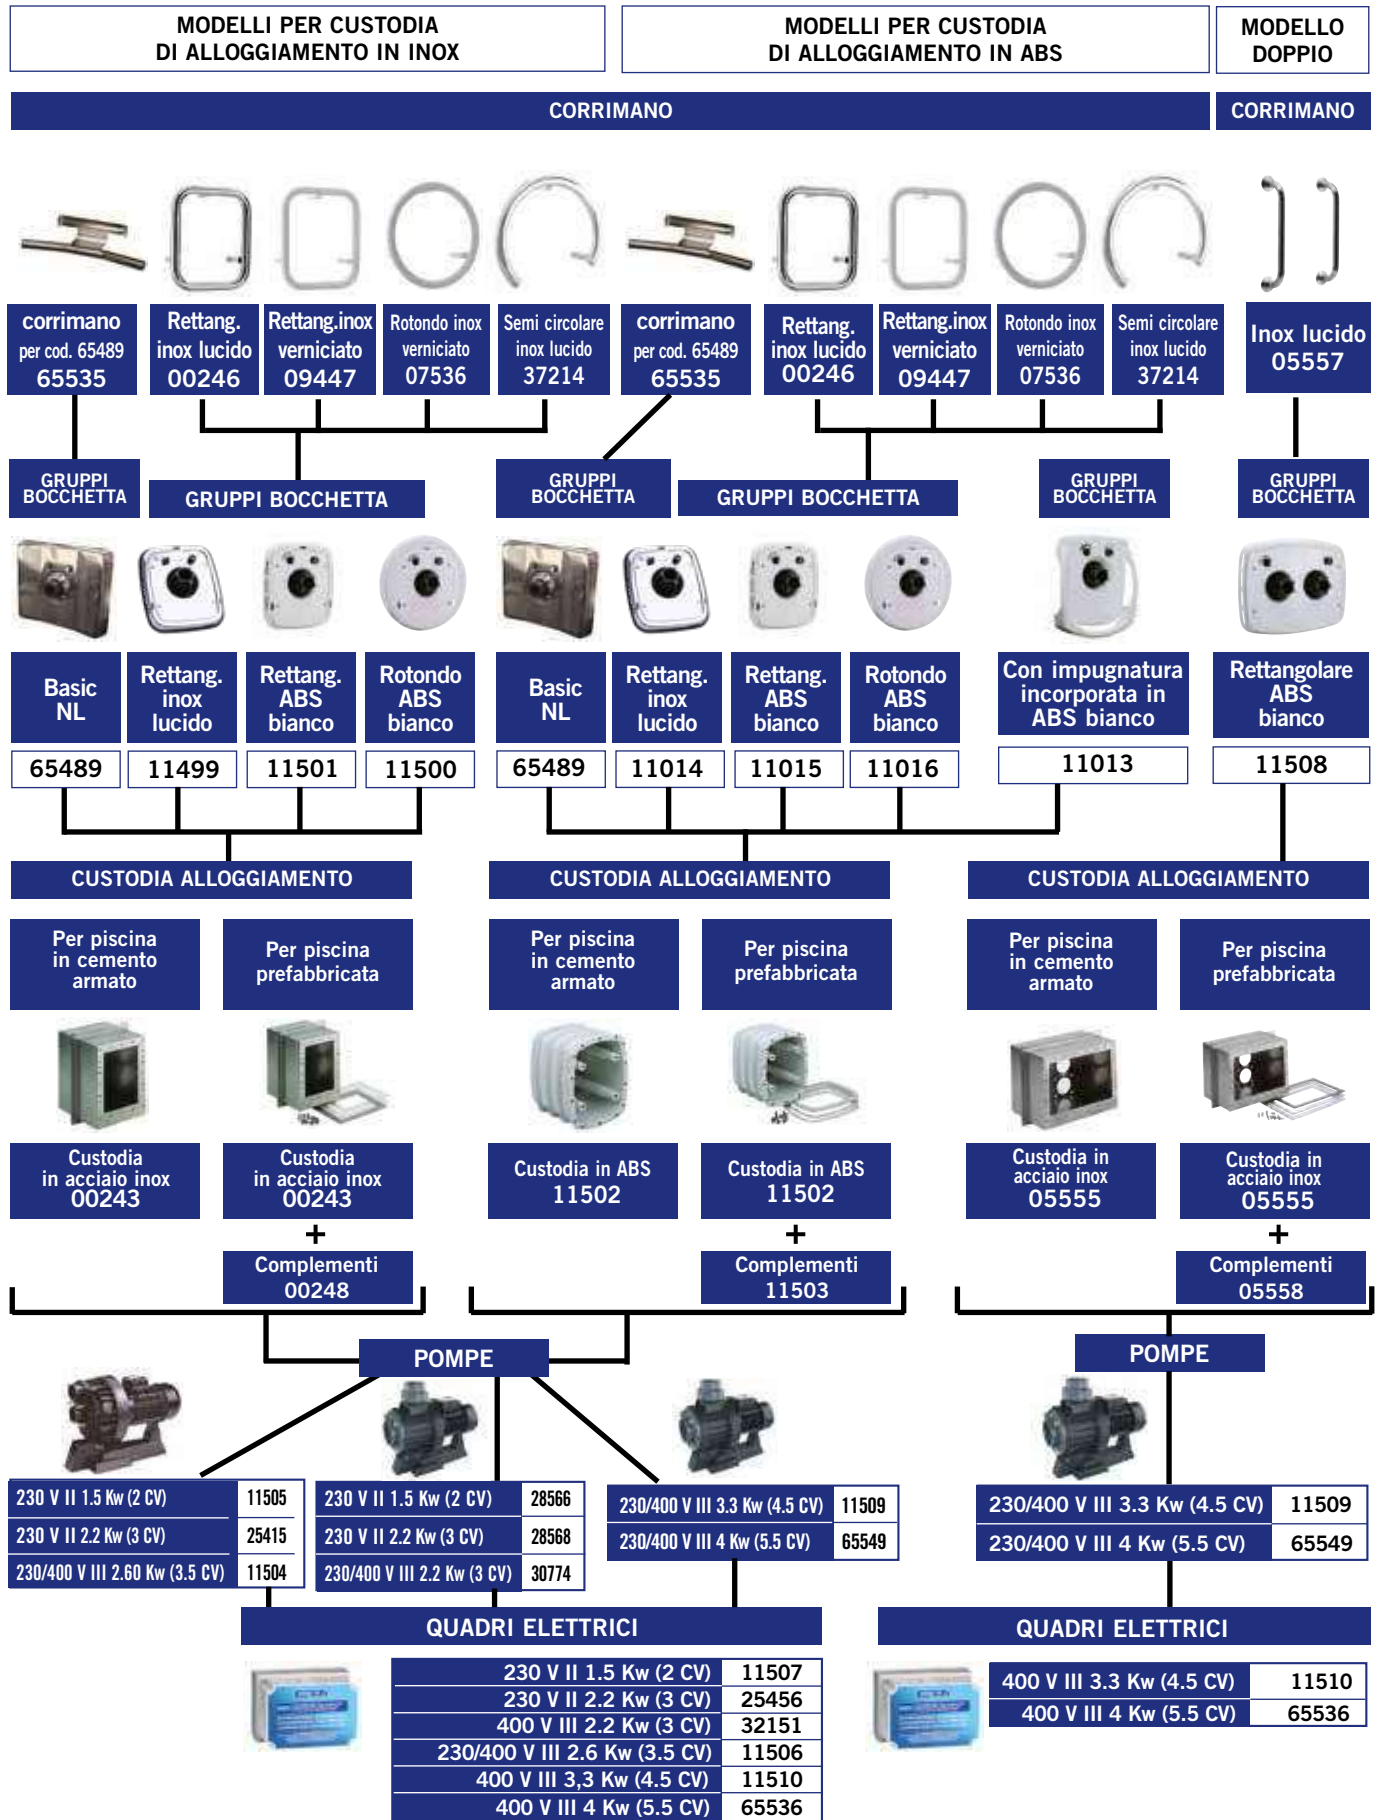 MODELLI PER CUSTODIA
DI ALLOGGIAMENTO IN INOX
MODELLI PER CUSTODIA
DI ALLOGGIAMENTO IN ABS
MODELLO
DOPPIO
CORRIMANO
CORRIMANO
corrimano
per cod. 65489
65535
Rettang.
inox lucido
00246
Rettang.inox
verniciato
09447
Rotondo inox
verniciato
07536
Semi circolare
inox lucido
37214
corrimano
per cod. 65489
65535
Rettang.
inox lucido
00246
Rettang.inox
verniciato
09447
Rotondo inox
verniciato
07536
Semi circolare
inox lucido
37214
Inox lucido
05557
GRUPPI
BOCCHETTA
GRUPPI BOCCHETTA
GRUPPI
BOCCHETTA
GRUPPI BOCCHETTA
GRUPPI
BOCCHETTA
GRUPPI
BOCCHETTA
Basic
NL
Rettang.
inox
lucido
Rettang.
ABS
bianco
Rotondo
ABS
bianco
Basic
NL
Rettang.
inox
lucido
Rettang.
ABS
bianco
Rotondo
ABS
bianco
Con impugnatura
incorporata in
ABS bianco
Rettangolare
ABS
bianco
65489
11499
11501
11500
65489
11014
11015
11016
11013
11508
CUSTODIA ALLOGGIAMENTO
CUSTODIA ALLOGGIAMENTO
CUSTODIA ALLOGGIAMENTO
Per piscina
in cemento
armato
Per piscina
prefabbricata
Per piscina
in cemento
armato
Per piscina
prefabbricata
Per piscina
in cemento
armato
Per piscina
prefabbricata
Custodia
in acciaio inox
00243
Custodia
in acciaio inox
00243
Custodia in ABS
11502
Custodia in ABS
11502
Custodia in
acciaio inox
05555
Custodia in
acciaio inox
05555
+
+
+
Complementi
00248
Complementi
11503
Complementi
05558
POMPE
POMPE
230 V II 1.5 Kw (2 CV) 11505
230 V II 2.2 Kw (3 CV) 25415
230/400 V III 2.60 Kw (3.5 CV) 11504
230 V II 1.5 Kw (2 CV) 28566
230 V II 2.2 Kw (3 CV) 28568
230/400 V III 2.2 Kw (3 CV) 30774
230/400 V III 3.3 Kw (4.5 CV) 11509
230/400 V III 4 Kw (5.5 CV) 65549
230/400 V III 3.3 Kw (4.5 CV) 11509
230/400 V III 4 Kw (5.5 CV) 65549
QUADRI ELETTRICI
QUADRI ELETTRICI
230 V II 1.5 Kw (2 CV) 11507
230 V II 2.2 Kw (3 CV) 25456
400 V III 2.2 Kw (3 CV) 32151
230/400 V III 2.6 Kw (3.5 CV) 11506
400 V III 3,3 Kw (4.5 CV) 11510
400 V III 4 Kw (5.5 CV) 65536
400 V III 3.3 Kw (4.5 CV) 11510
400 V III 4 Kw (5.5 CV) 65536